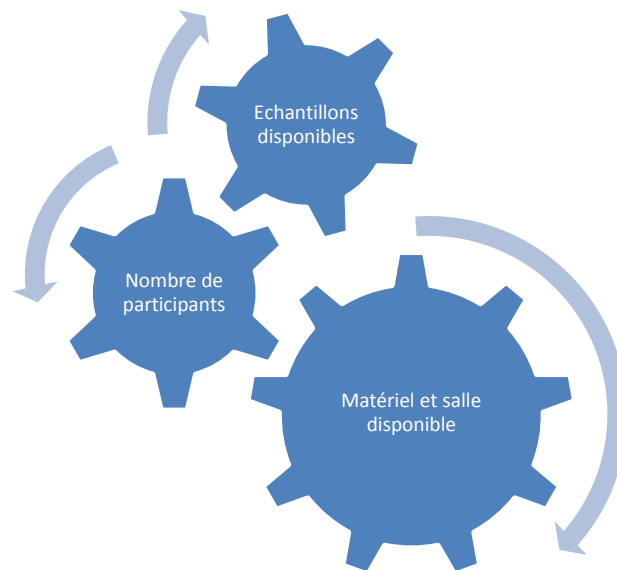 Echantillons
disponibles
Nombre de
participants
Matériel et salle
disponible